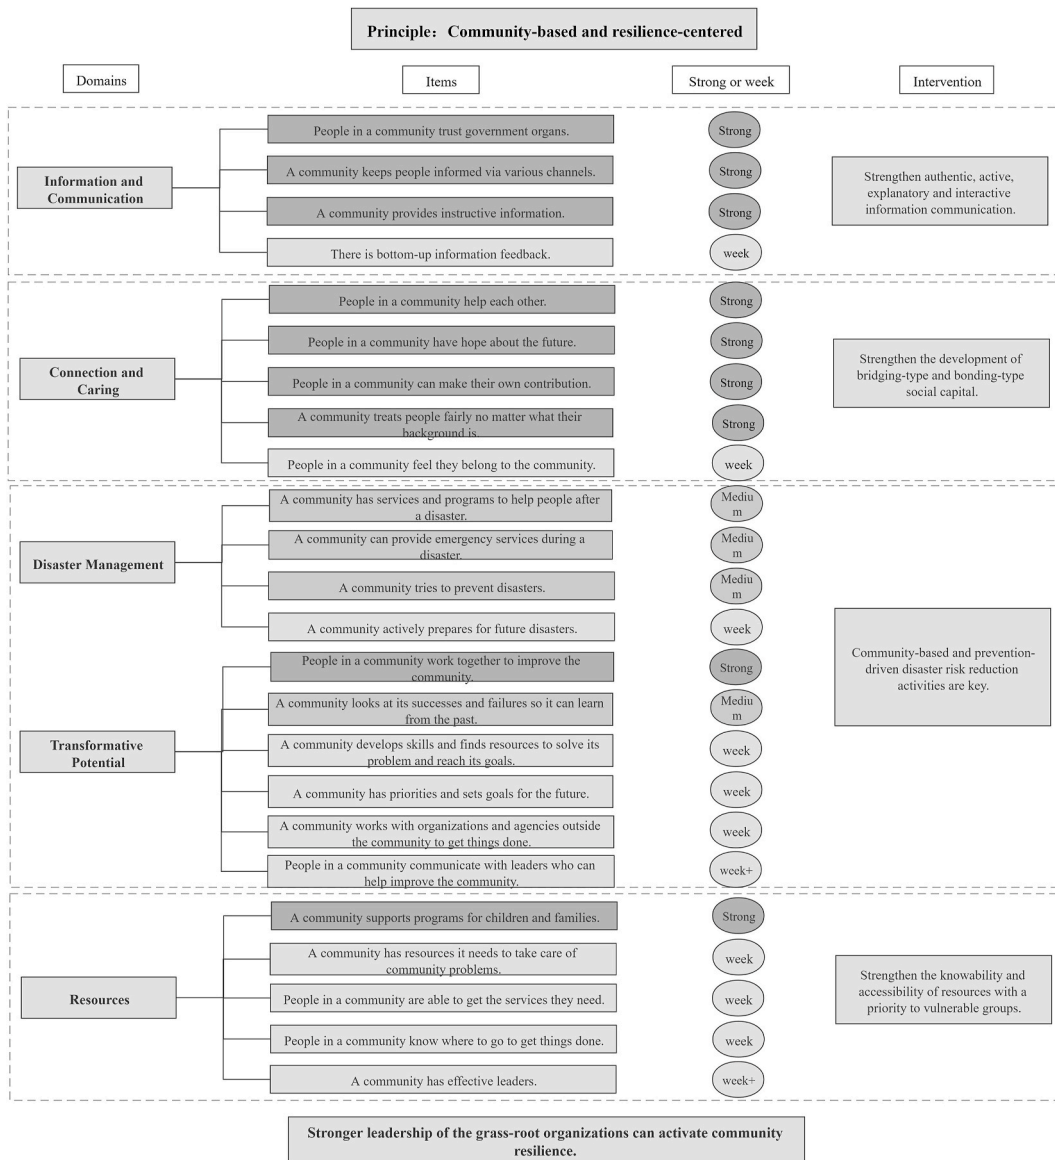 Principle：Community-based and resilience-centered
Domains
Items
Strong or week
Intervention
Information and
Communication
People in a community trust government organs.
Strong
A community keeps people informed via various channels.
Strong
A community provides instructive information.
Strong
There is bottom-up information feedback.
week
Strengthen authentic, active,
explanatory and interactive
information communication.
Connection and
Caring
People in a community help each other.
Strong
People in a community have hope about the future.
Strong
People in a community can make their own contribution.
Strong
A community treats people fairly no matter what their
background is.
Strong
People in a community feel they belong to the community.
week
Strengthen the development of
bridging-type and bonding-type
social capital.
Disaster Management
A community has services and programs to help people after
a disaster.
Mediu
m
A community can provide emergency services during a
disaster.
Mediu
m
A community tries to prevent disasters.
Mediu
m
A community actively prepares for future disasters.
week
Transformative
Potential
People in a community work together to improve the
community.
Strong
A community looks at its successes and failures so it can learn
from the past.
Mediu
m
A community develops skills and finds resources to solve its
problem and reach its goals.
week
A community has priorities and sets goals for the future.
week
A community works with organizations and agencies outside
the community to get things done.
week
People in a community communicate with leaders who can
help improve the community.
week+
Community-based and prevention-
driven disaster risk reduction
activities are key.
Resources
A community supports programs for children and families.
Strong
A community has resources it needs to take care of
community problems.
week
People in a community are able to get the services they need.
week
People in a community know where to go to get things done.
week
A community has effective leaders.
week+
Strengthen the knowability and
accessibility of resources with a
priority to vulnerable groups.
Stronger leadership of the grass-root organizations can activate community
resilience.